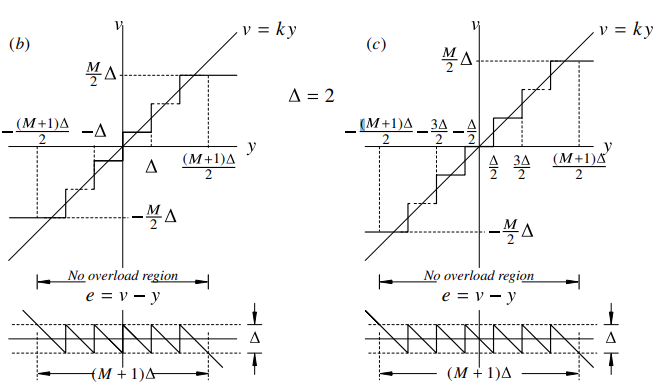 (b)
v
v = ky
M/2 Δ
-(M+1)Δ/2
-Δ
y
Δ
(M+1)Δ/2
-M/2 Δ
No overload region
e = v - y
Δ
(M + 1)Δ
Δ = 2
(c)
v
v = ky
M/2 Δ
-(M+1)Δ/2
-3Δ/2
-Δ/2
y
Δ/2
3Δ/2
(M+1)Δ/2
-M/2 Δ
No overload region
e = v - y
Δ
(M + 1)Δ